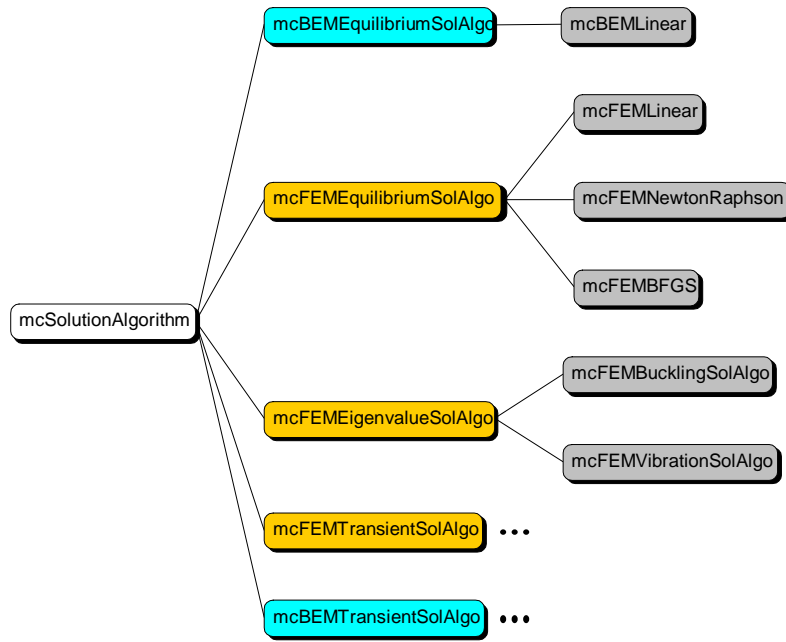 mcBEMEquilibriumSolAlgo
mcBEMLinear
mcFEMLinear
mcFEMEquilibriumSolAlgo
mcFEMNewtonRaphson
mcFEMBFGS
mcSolutionAlgorithm
mcFEMBucklingSolAlgo
mcFEMEigenvalueSolAlgo
mcFEMVibrationSolAlgo
mcFEMTransientSolAlgo •••
mcBEMTransientSolAlgo •••